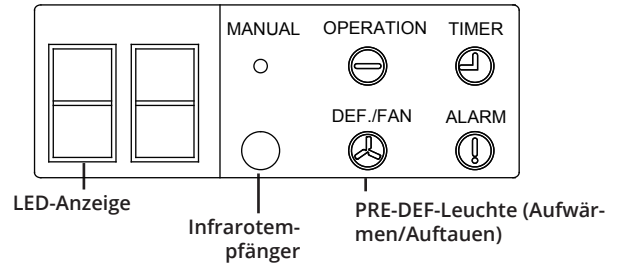 MANUAL OPERATION TIMER
DEF./FAN ALARM
LED-Anzeige
Infrarotem-
pfänger
PRE-DEF-Leuchte (Aufwär-
men/Auftauen)